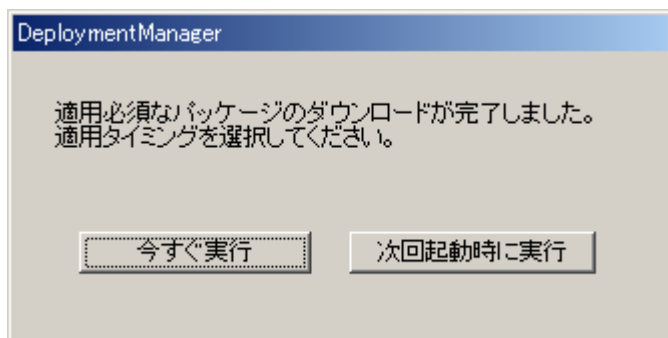 DeploymentManager
適用必須なパッケージのダウンロードが完了しました。
適用タイミングを選択してください。
今すぐ実行
次回起動時に実行